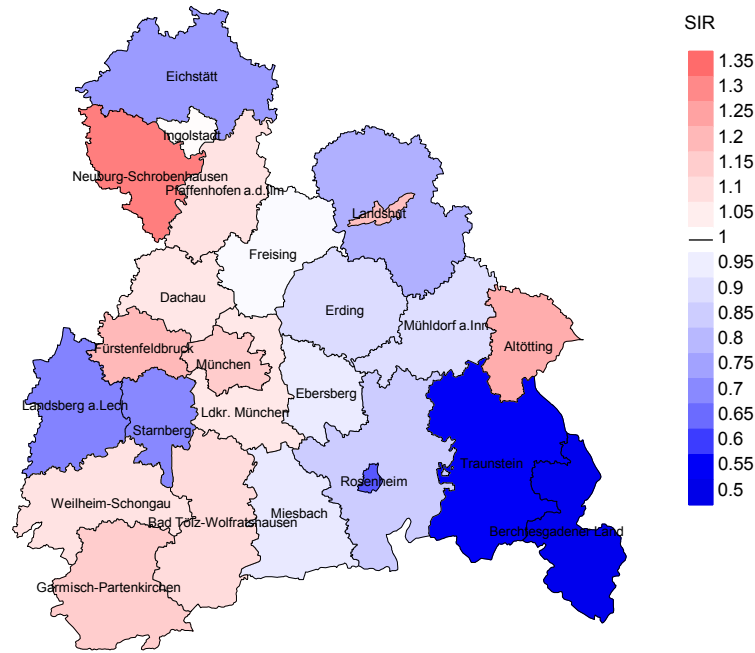 SIR
1.35
1.3
1.25
1.2
1.15
1.1
1.05
1
0.95
0.9
0.85
0.8
0.75
0.7
0.65
0.6
0.55
0.5
Eichstätt
Ingolstadt
Neuburg-Schrobenhausen
Pfaffenhofen a.d.Ilm
Landshut
Freising
Dachau
Erding
Mühldorf a.Inn
Altötting
Fürstenfeldbruck
München
Ebersberg
Landsberg a.Lech
Ldkr. München
Starnberg
Traunstein
Rosenheim
Weilheim-Schongau
Miesbach
Bad Tölz-Wolfratshausen
Berchtesgadener Land
Garmisch-Partenkirchen